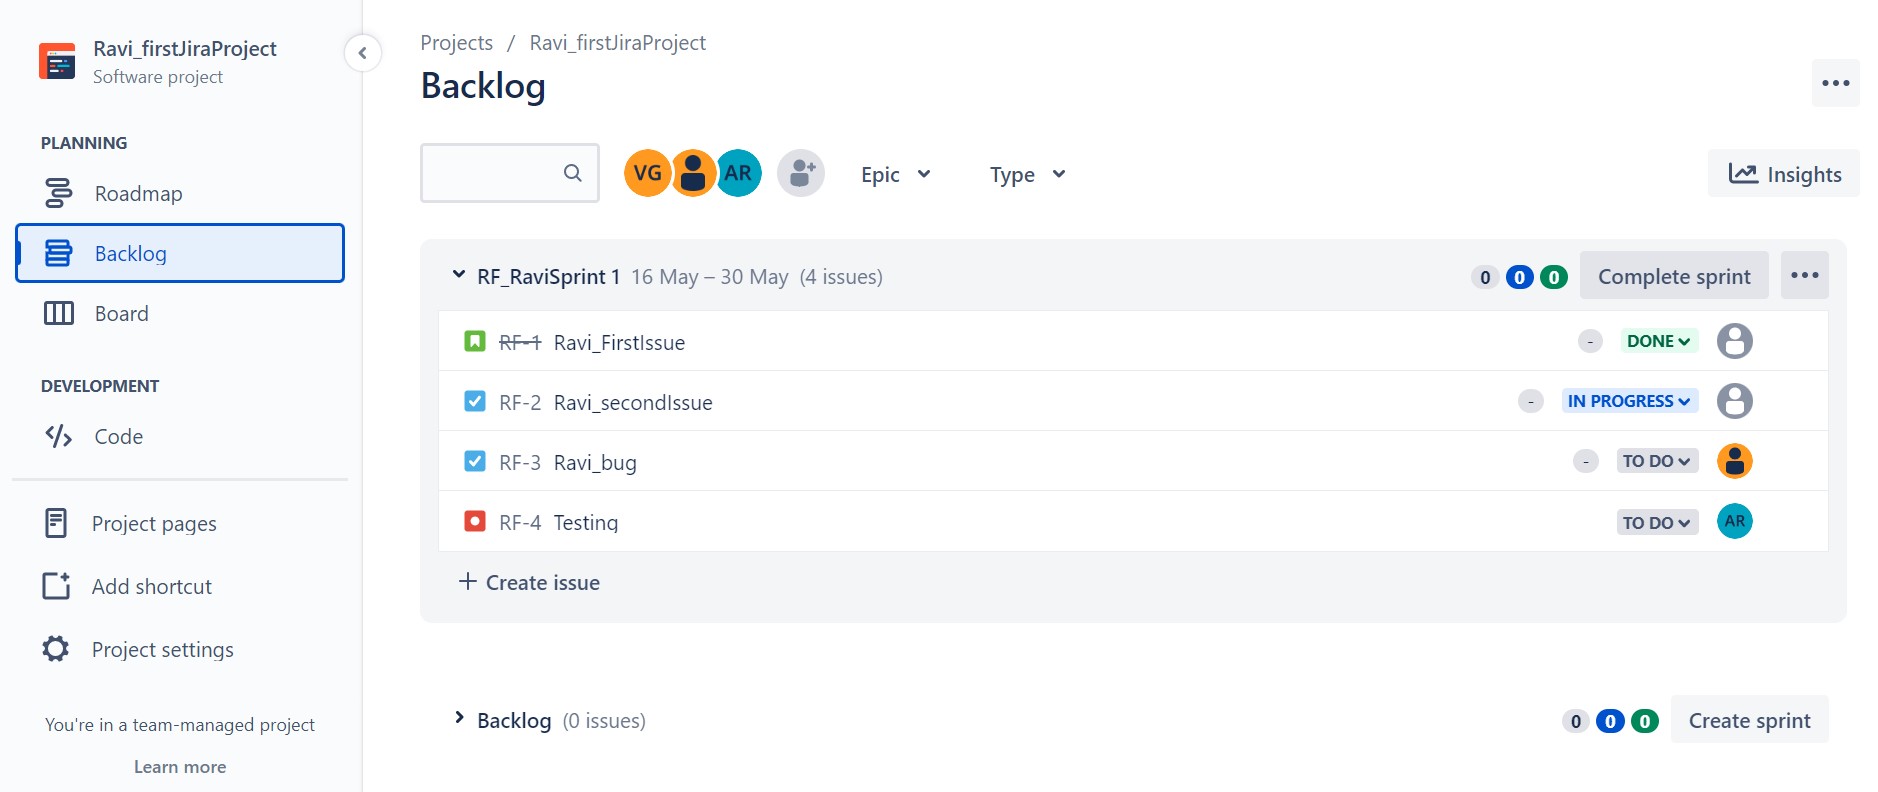 Ravi_firstJiraProject
Software project
PLANNING
Roadmap
Backlog
Board
DEVELOPMENT
Code
Project pages
Add shortcut
Project settings
You're in a team-managed project
Learn more
Projects / Ravi_firstJiraProject
Backlog
VG AR Epic Type Insights
RF_RaviSprint 1 16 May – 30 May (4 issues) 0 0 0 Complete sprint
RF-1 Ravi_FirstIssue - DONE
RF-2 Ravi_secondIssue - IN PROGRESS
RF-3 Ravi_bug - TO DO
RF-4 Testing TO DO AR
+ Create issue
Backlog (0 issues) 0 0 0 Create sprint